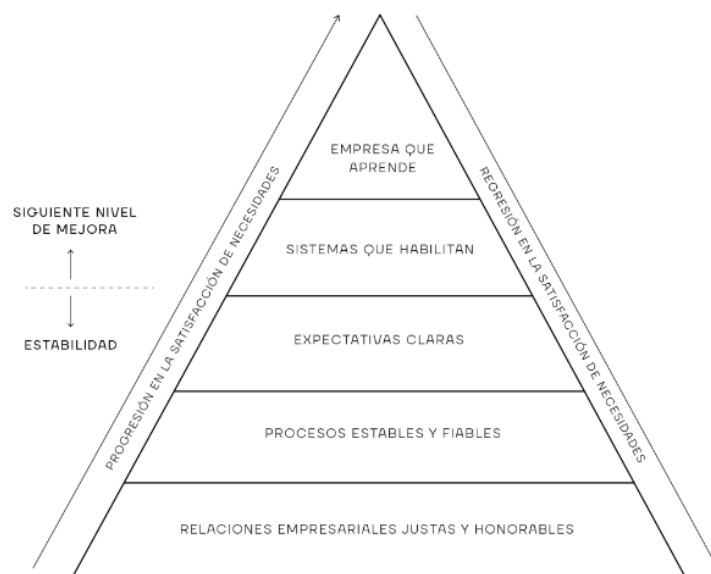 EMPRESA QUE
APRENDE
SIGUIENTE NIVEL
DE MEJORA
SISTEMAS QUE HABILITAN
ESTABILIDAD
EXPECTATIVAS CLARAS
PROCESOS ESTABLES Y FIABLES
RELACIONES EMPRESARIALES JUSTAS Y HONORABLES
PROGRESIÓN EN LA SATISFACCIÓN DE NECESIDADES
REGRESIÓN EN LA SATISFACCIÓN DE NECESIDADES